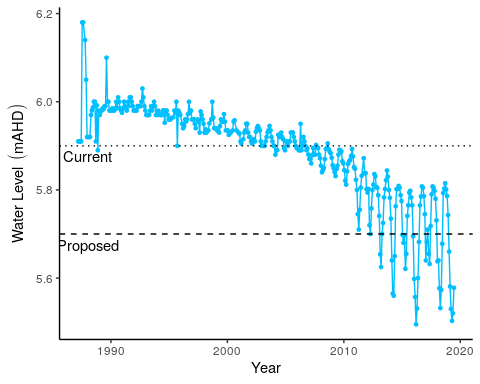 6.2
6.0
5.8
5.6
Water Level (mAHD)
Current
Proposed
1990
2000
2010
2020
Year